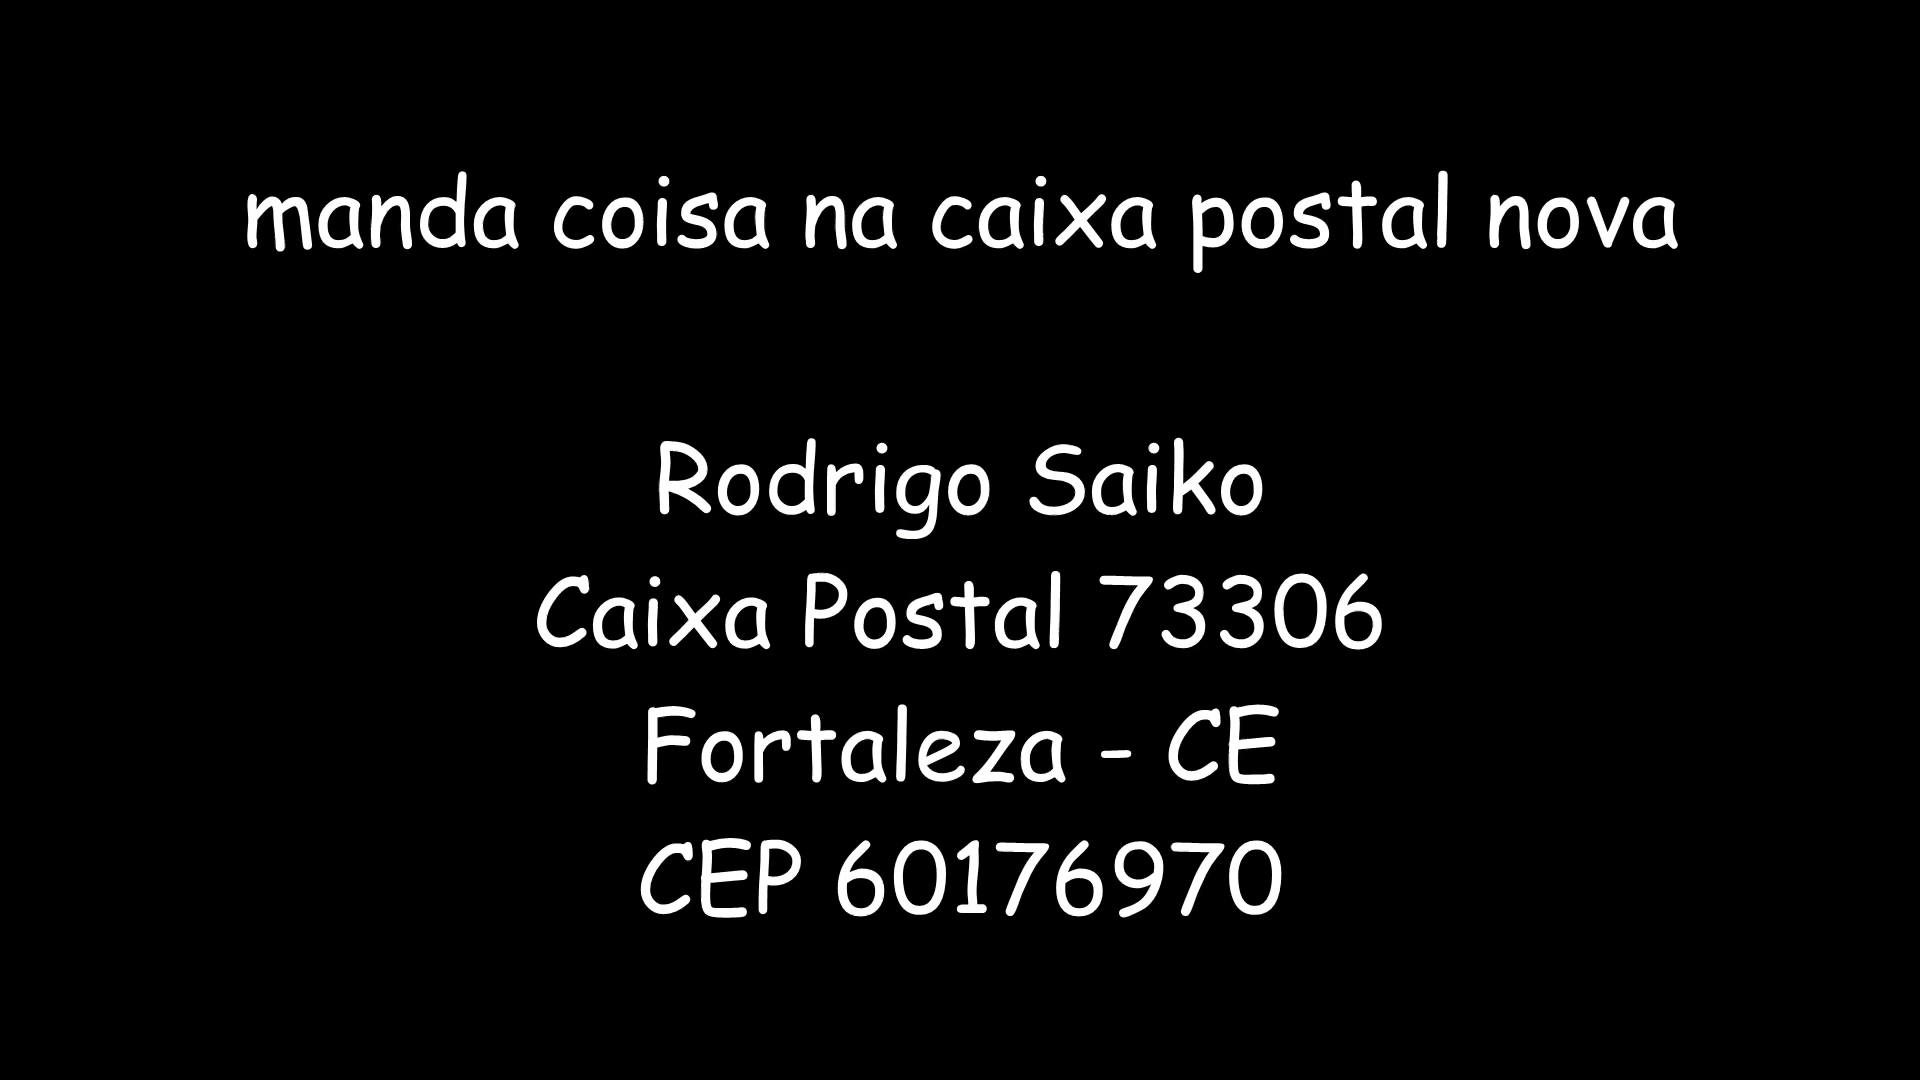 manda coisa na caixa postal nova
Rodrigo Saiko
Caixa Postal 73306
Fortaleza - CE
CEP 60176970